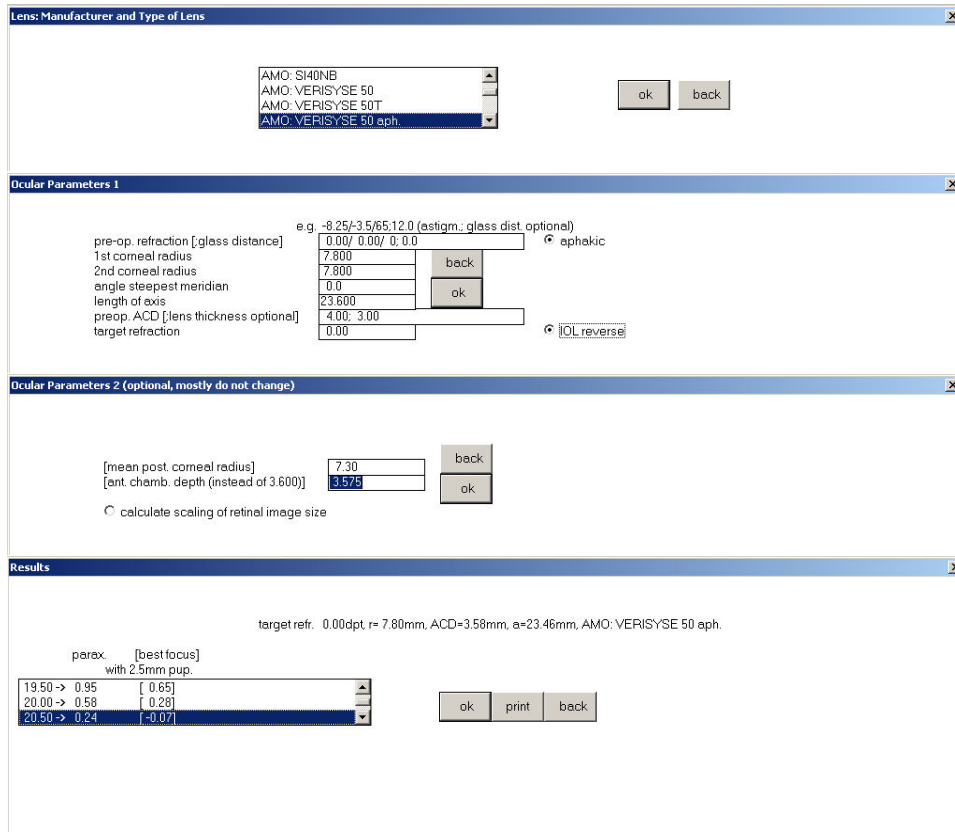 Lens: Manufacturer and Type of Lens
AMO: SI40NB
AMO: VERISYSE 50
AMO: VERISYSE 50T
AMO: VERISYSE 50 aph.
ok back
Ocular Parameters 1
e.g. -8.25/-3.5/65;12.0 (astigm.; glass dist. optional)
pre-op. refraction [;glass distance] 0.00/ 0.00/ 0; 0.0 aphakic
1st corneal radius 7.800
back
2nd corneal radius 7.800
angle steepest meridian 0.0
ok
length of axis 23.600
preop. ACD [;lens thickness optional] 4.00; 3.00
target refraction 0.00 IOL reverse
Ocular Parameters 2 (optional, mostly do not change)
back
[mean post. corneal radius] 7.30
[ant. chamb. depth (instead of 3.600)] 3.575
ok
calculate scaling of retinal image size
Results
target refr. 0.00dpt, r= 7.80mm, ACD=3.58mm, a=23.46mm, AMO: VERISYSE 50 aph.
parax. [best focus]
with 2.5mm pup.
19.50 -> 0.95 [ 0.65]
20.00 -> 0.58 [ 0.28]
20.50 -> 0.24 [ -0.07]
ok print back